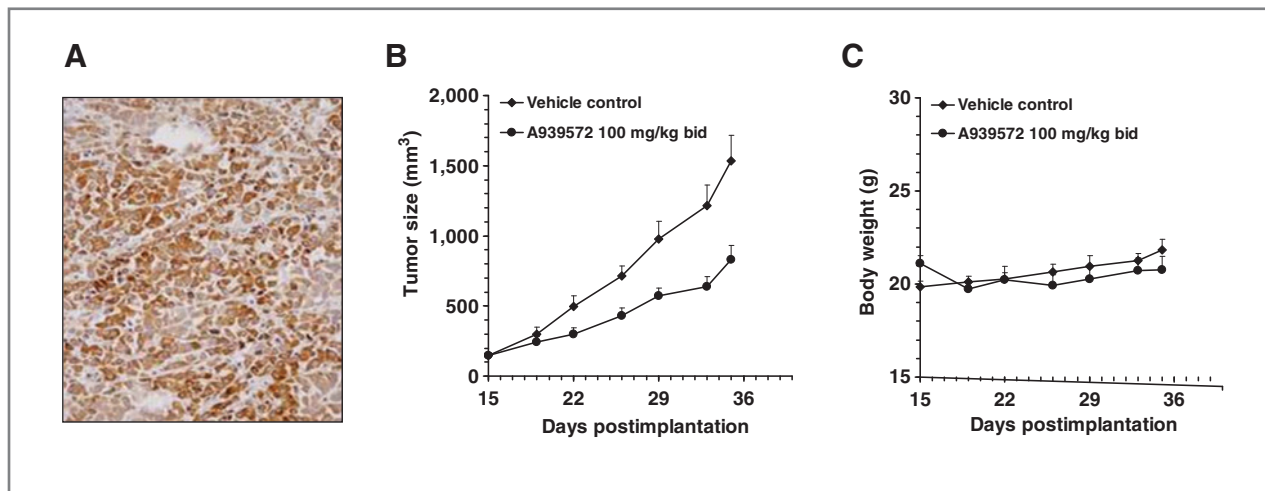 A
B
C
2,000
1,500
1,000
500
0
Tumor size (mm³)
Vehicle control
A939572 100 mg/kg bid
15 22 29 36
Days postimplantation
30
25
20
15
Body weight (g)
Vehicle control
A939572 100 mg/kg bid
15 22 29 36
Days postimplantation